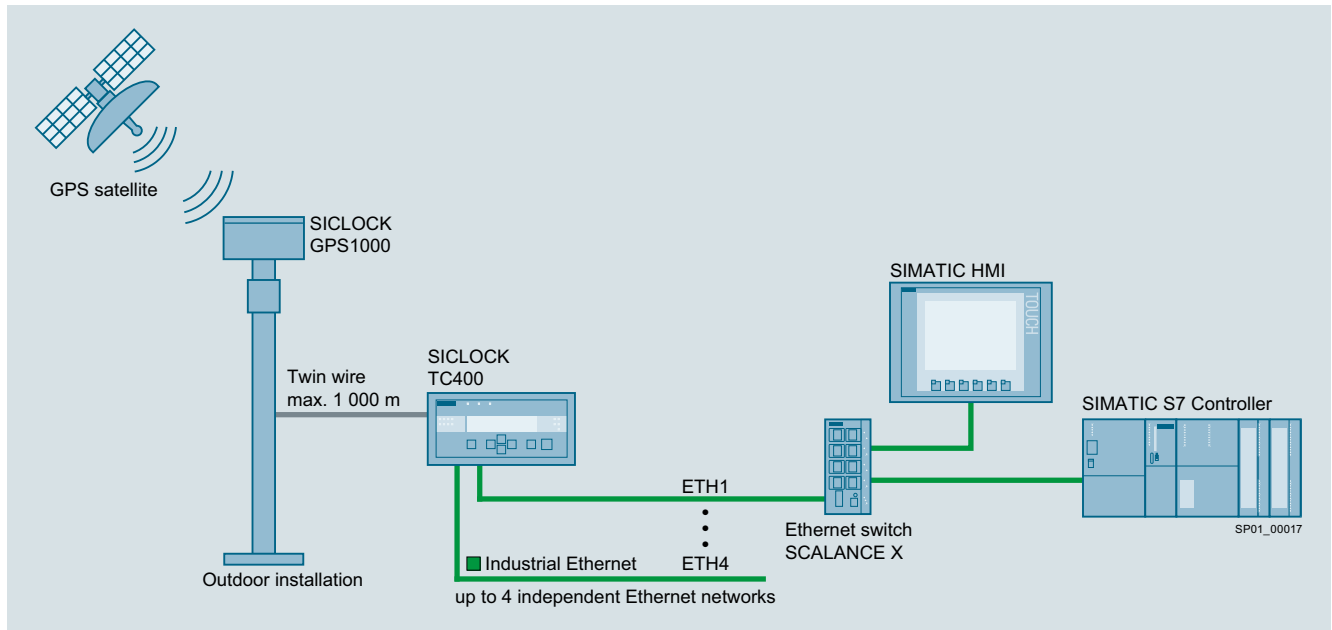 GPS satellite
SICLOCK
GPS1000
SIMATIC HMI
TOUCH
SICLOCK
TC400
Twin wire
max. 1 000 m
SIMATIC S7 Controller
ETH1
SP01_00017
Ethernet switch
SCALANCE X
Industrial Ethernet
ETH4
Outdoor installation
up to 4 independent Ethernet networks